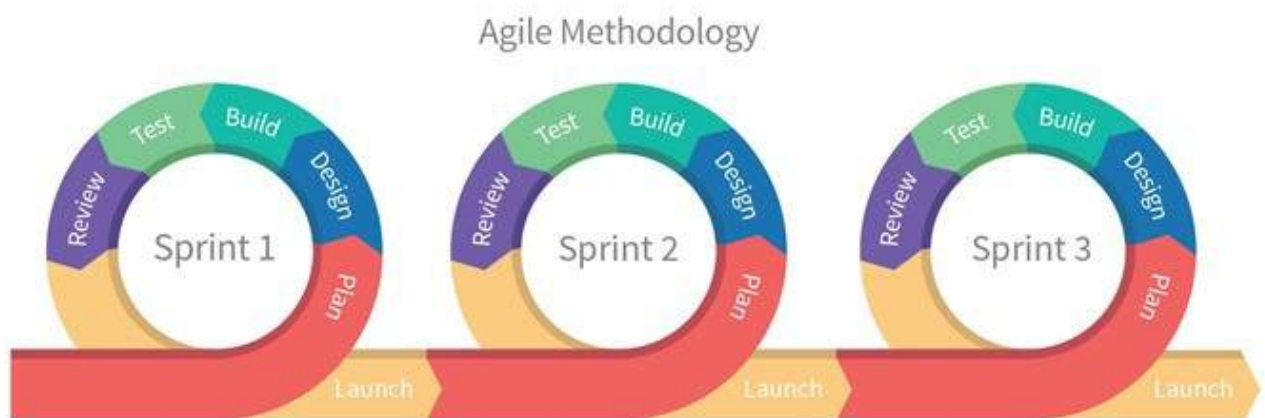 Agile Methodology
Test
Build
Design
Review
Sprint 1
Plan
Launch
Test
Build
Design
Review
Sprint 2
Plan
Launch
Test
Build
Design
Review
Sprint 3
Plan
Launch